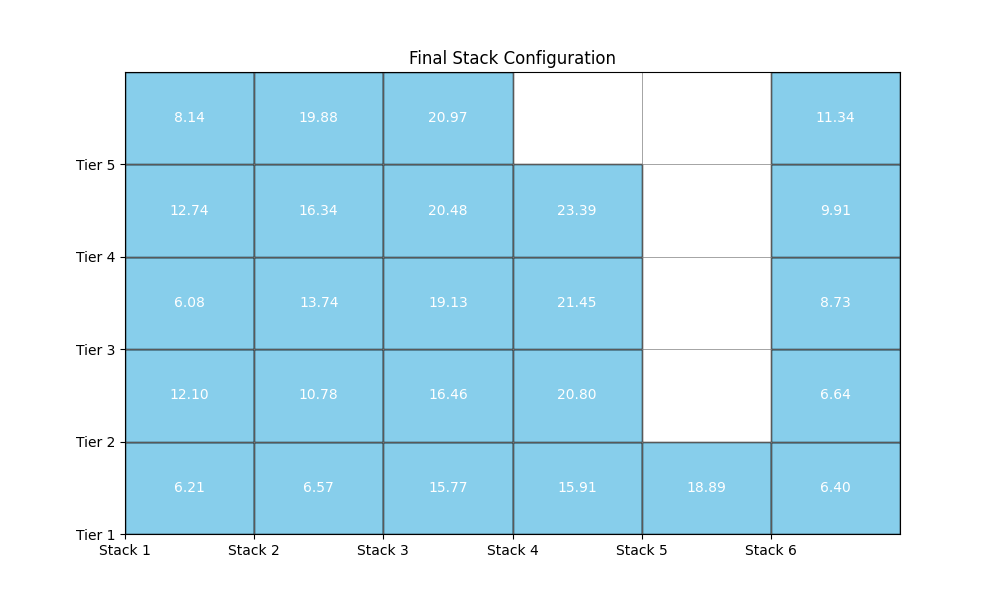 Final Stack Configuration
8.14 19.88 20.97 11.34
Tier 5
12.74 16.34 20.48 23.39 9.91
Tier 4
6.08 13.74 19.13 21.45 8.73
Tier 3
12.10 10.78 16.46 20.80 6.64
Tier 2
6.21 6.57 15.77 15.91 18.89 6.40
Tier 1
Stack 1 Stack 2 Stack 3 Stack 4 Stack 5 Stack 6